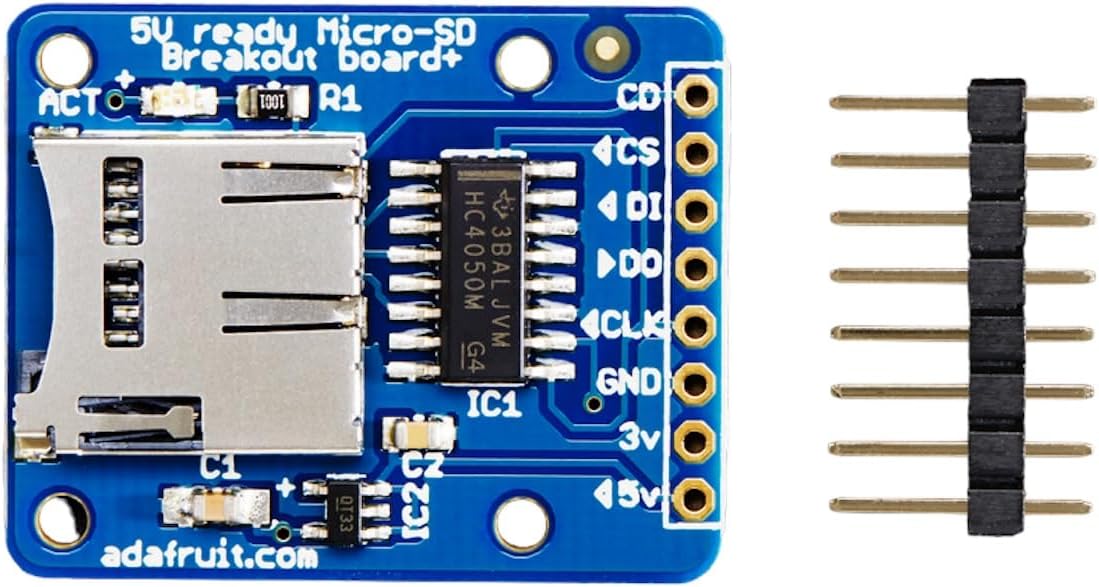 5V ready Micro-SD
Breakout board+
ACT
+
1001
R1
CD
CS
DI
DO
CLK
GND
3v
5v
3BALJVM
HC4050M
G4
IC1
C1
C2
+
QT33
IC2
adafruit.com